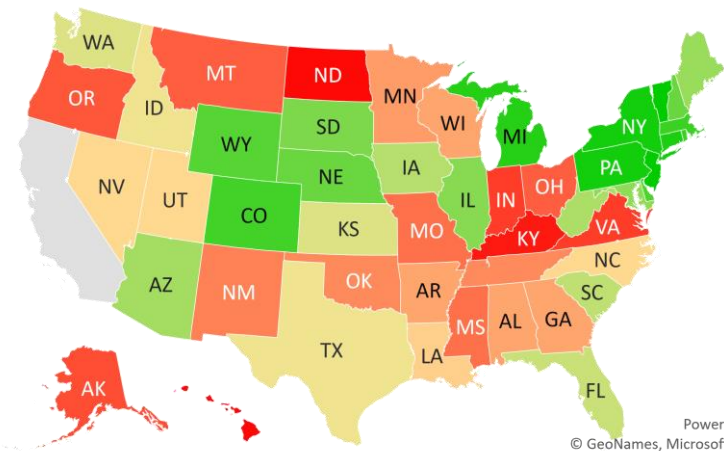 WA
MT
ND
OR
ID
MN
WI
MI
NY
SD
WY
IA
PA
NE
NV
UT
CO
IL
IN
OH
KS
MO
KY
VA
AZ
NM
OK
AR
NC
SC
TX
MS
AL
GA
LA
AK
FL
Power
© GeoNames, Microsof